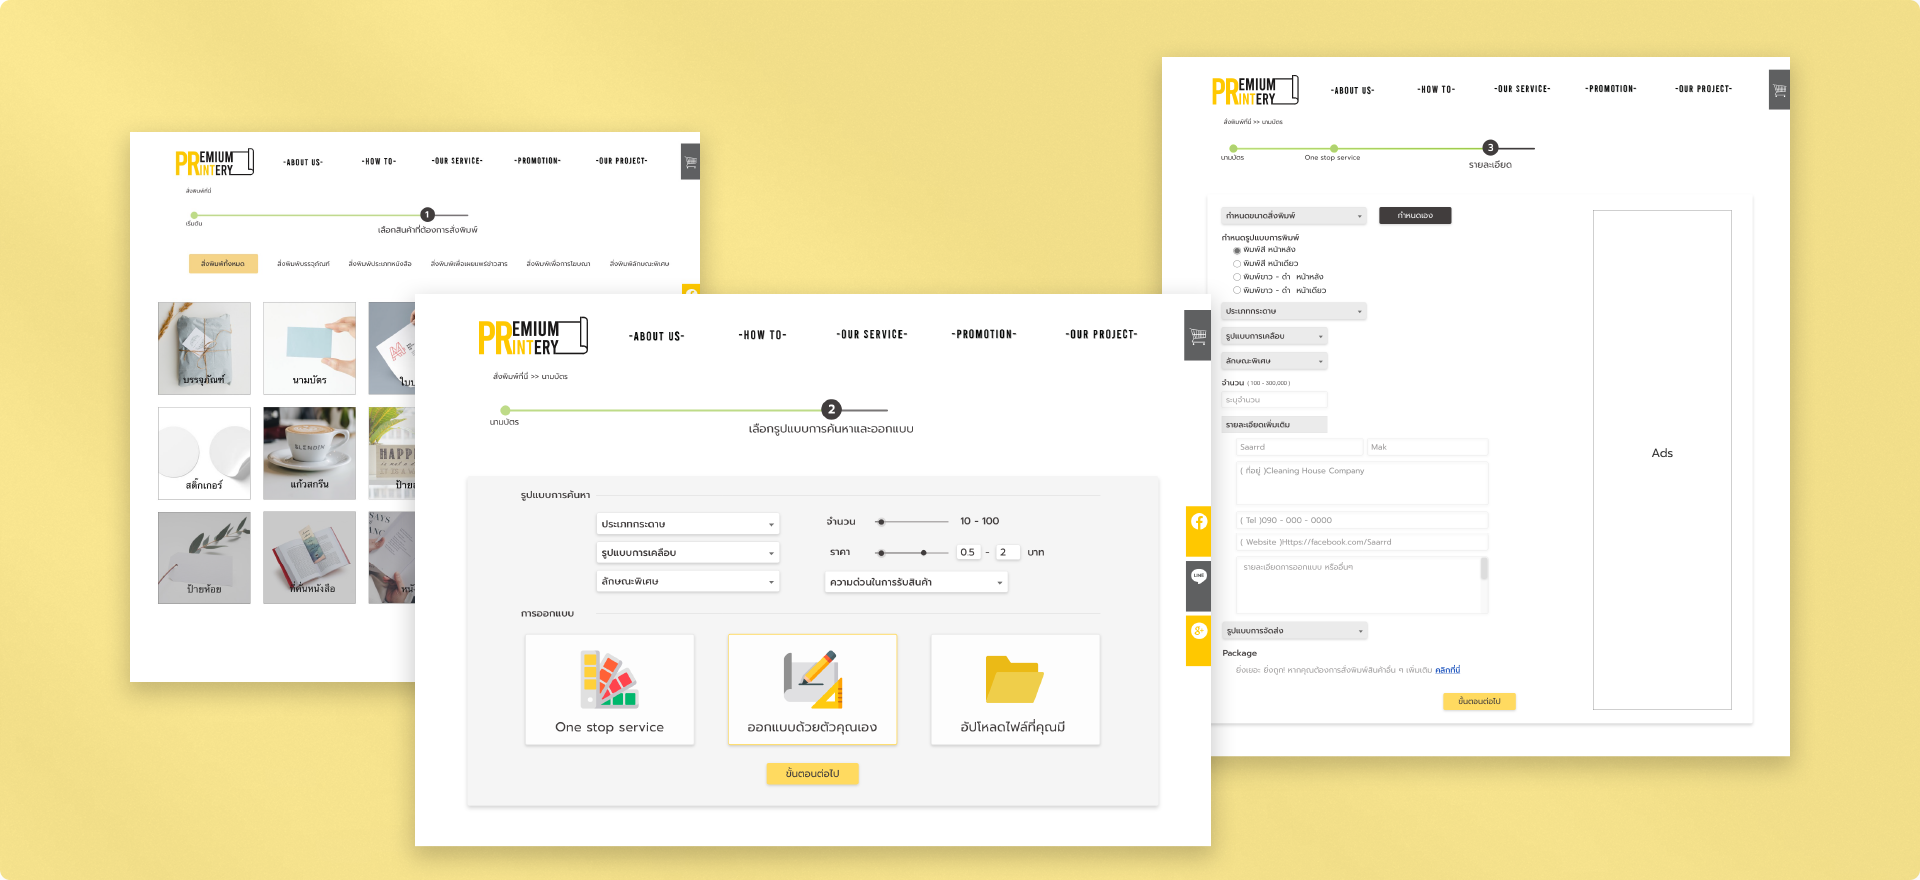 PREMIUM
PRINTERY
-ABOUT US-
-HOW TO-
-OUR SERVICE-
-PROMOTION-
-OUR PROJECT-
สั่งพิมพ์ที่นี่
1
เริ่มต้น
เลือกสินค้าที่ต้องการสั่งพิมพ์
สั่งพิมพ์ทั้งหมด
สั่งพิมพ์บรรจุภัณฑ์
สั่งพิมพ์ประเภทหนังสือ
สั่งพิมพ์เพื่อเผยแพร่ข่าวสาร
สั่งพิมพ์เพื่อการโฆษณา
สั่งพิมพ์ลักษณะพิเศษ
บรรจุภัณฑ์
นามบัตร
สติ๊กเกอร์
แก้วสกรีน
ป้ายห้อย
ที่คั่นหนังสือ
PREMIUM
PRINTERY
-ABOUT US-
-HOW TO-
-OUR SERVICE-
-PROMOTION-
-OUR PROJECT-
สั่งพิมพ์ที่นี่ >> นามบัตร
2
นามบัตร
เลือกรูปแบบการค้นหาและออกแบบ
รูปแบบการค้นหา
ประเภทกระดาษ
จำนวน
10 - 100
รูปแบบการเคลือบ
ราคา
0.5 - 2 บาท
ลักษณะพิเศษ
ความด่วนในการรับสินค้า
การออกแบบ
One stop service
ออกแบบด้วยตัวคุณเอง
อัปโหลดไฟล์ที่คุณมี
ขั้นตอนต่อไป
LINE
PREMIUM
PRINTERY
-ABOUT US-
-HOW TO-
-OUR SERVICE-
-PROMOTION-
-OUR PROJECT-
สั่งพิมพ์ที่นี่ >> นามบัตร
3
นามบัตร
One stop service
รายละเอียด
กำหนดขนาดสั่งพิมพ์
กำหนดเอง
กำหนดรูปแบบการพิมพ์
พิมพ์สี หน้าหลัง
พิมพ์สี หน้าเดียว
พิมพ์ขาว - ดำ หน้าหลัง
พิมพ์ขาว - ดำ หน้าเดียว
ประเภทกระดาษ
รูปแบบการเคลือบ
ลักษณะพิเศษ
จำนวน ( 100 - 300,000 )
ระบุจำนวน
รายละเอียดเพิ่มเติม
Saarrd
Mak
( ที่อยู่ )Cleaning House Company
( Tel )090 - 000 - 0000
( Website )Https://facebook.com/Saarrd
รายละเอียดการออกแบบ หรืออื่นๆ
รูปแบบการจัดส่ง
Package
ยิ่งเยอะ ยิ่งถูก! หากคุณต้องการสั่งพิมพ์สินค้าอื่น ๆ เพิ่มเติม คลิกที่นี่
ขั้นตอนต่อไป
Ads